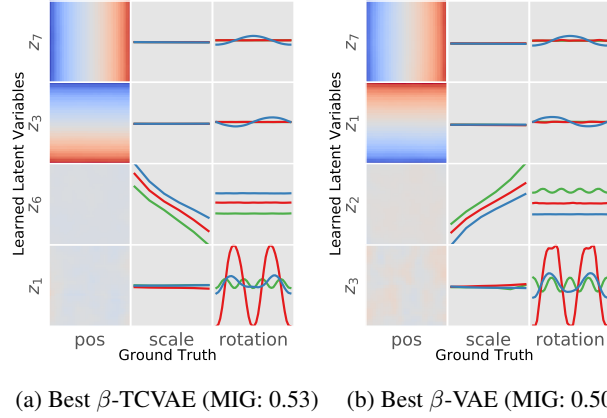 Learned Latent Variables
Z7
Z3
Z6
Z1
pos
scale
rotation
Ground Truth
(a) Best β-TCVAE (MIG: 0.53)
Learned Latent Variables
Z7
Z3
Z2
Z3
pos
scale
rotation
Ground Truth
(b) Best β-VAE (MIG: 0.50